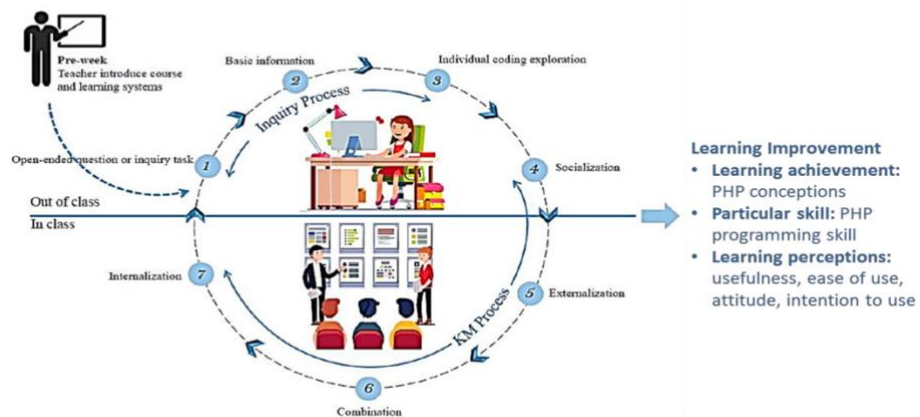 Pre-week
Teacher introduce course
and learning systems
Basic information
Individual coding exploration
2
3
Inquiry Process
Open-ended question or inquiry task
1
4
Socialization
Out of class
In class
Internalization
7
5
Externalization
KM Process
6
Combination
Learning Improvement
• Learning achievement:
PHP conceptions
• Particular skill: PHP
programming skill
• Learning perceptions:
usefulness, ease of use,
attitude, intention to use